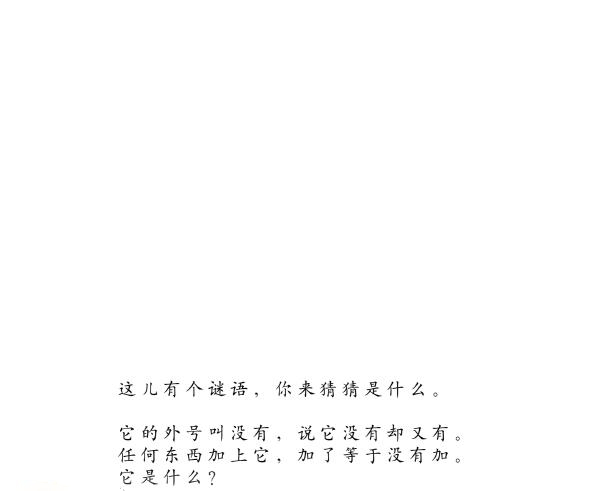 这儿有个谜语，你来猜猜是什么。
它的外号叫没有，说它没有却又有。
任何东西加上它，加了等于没有加。
它是什么？